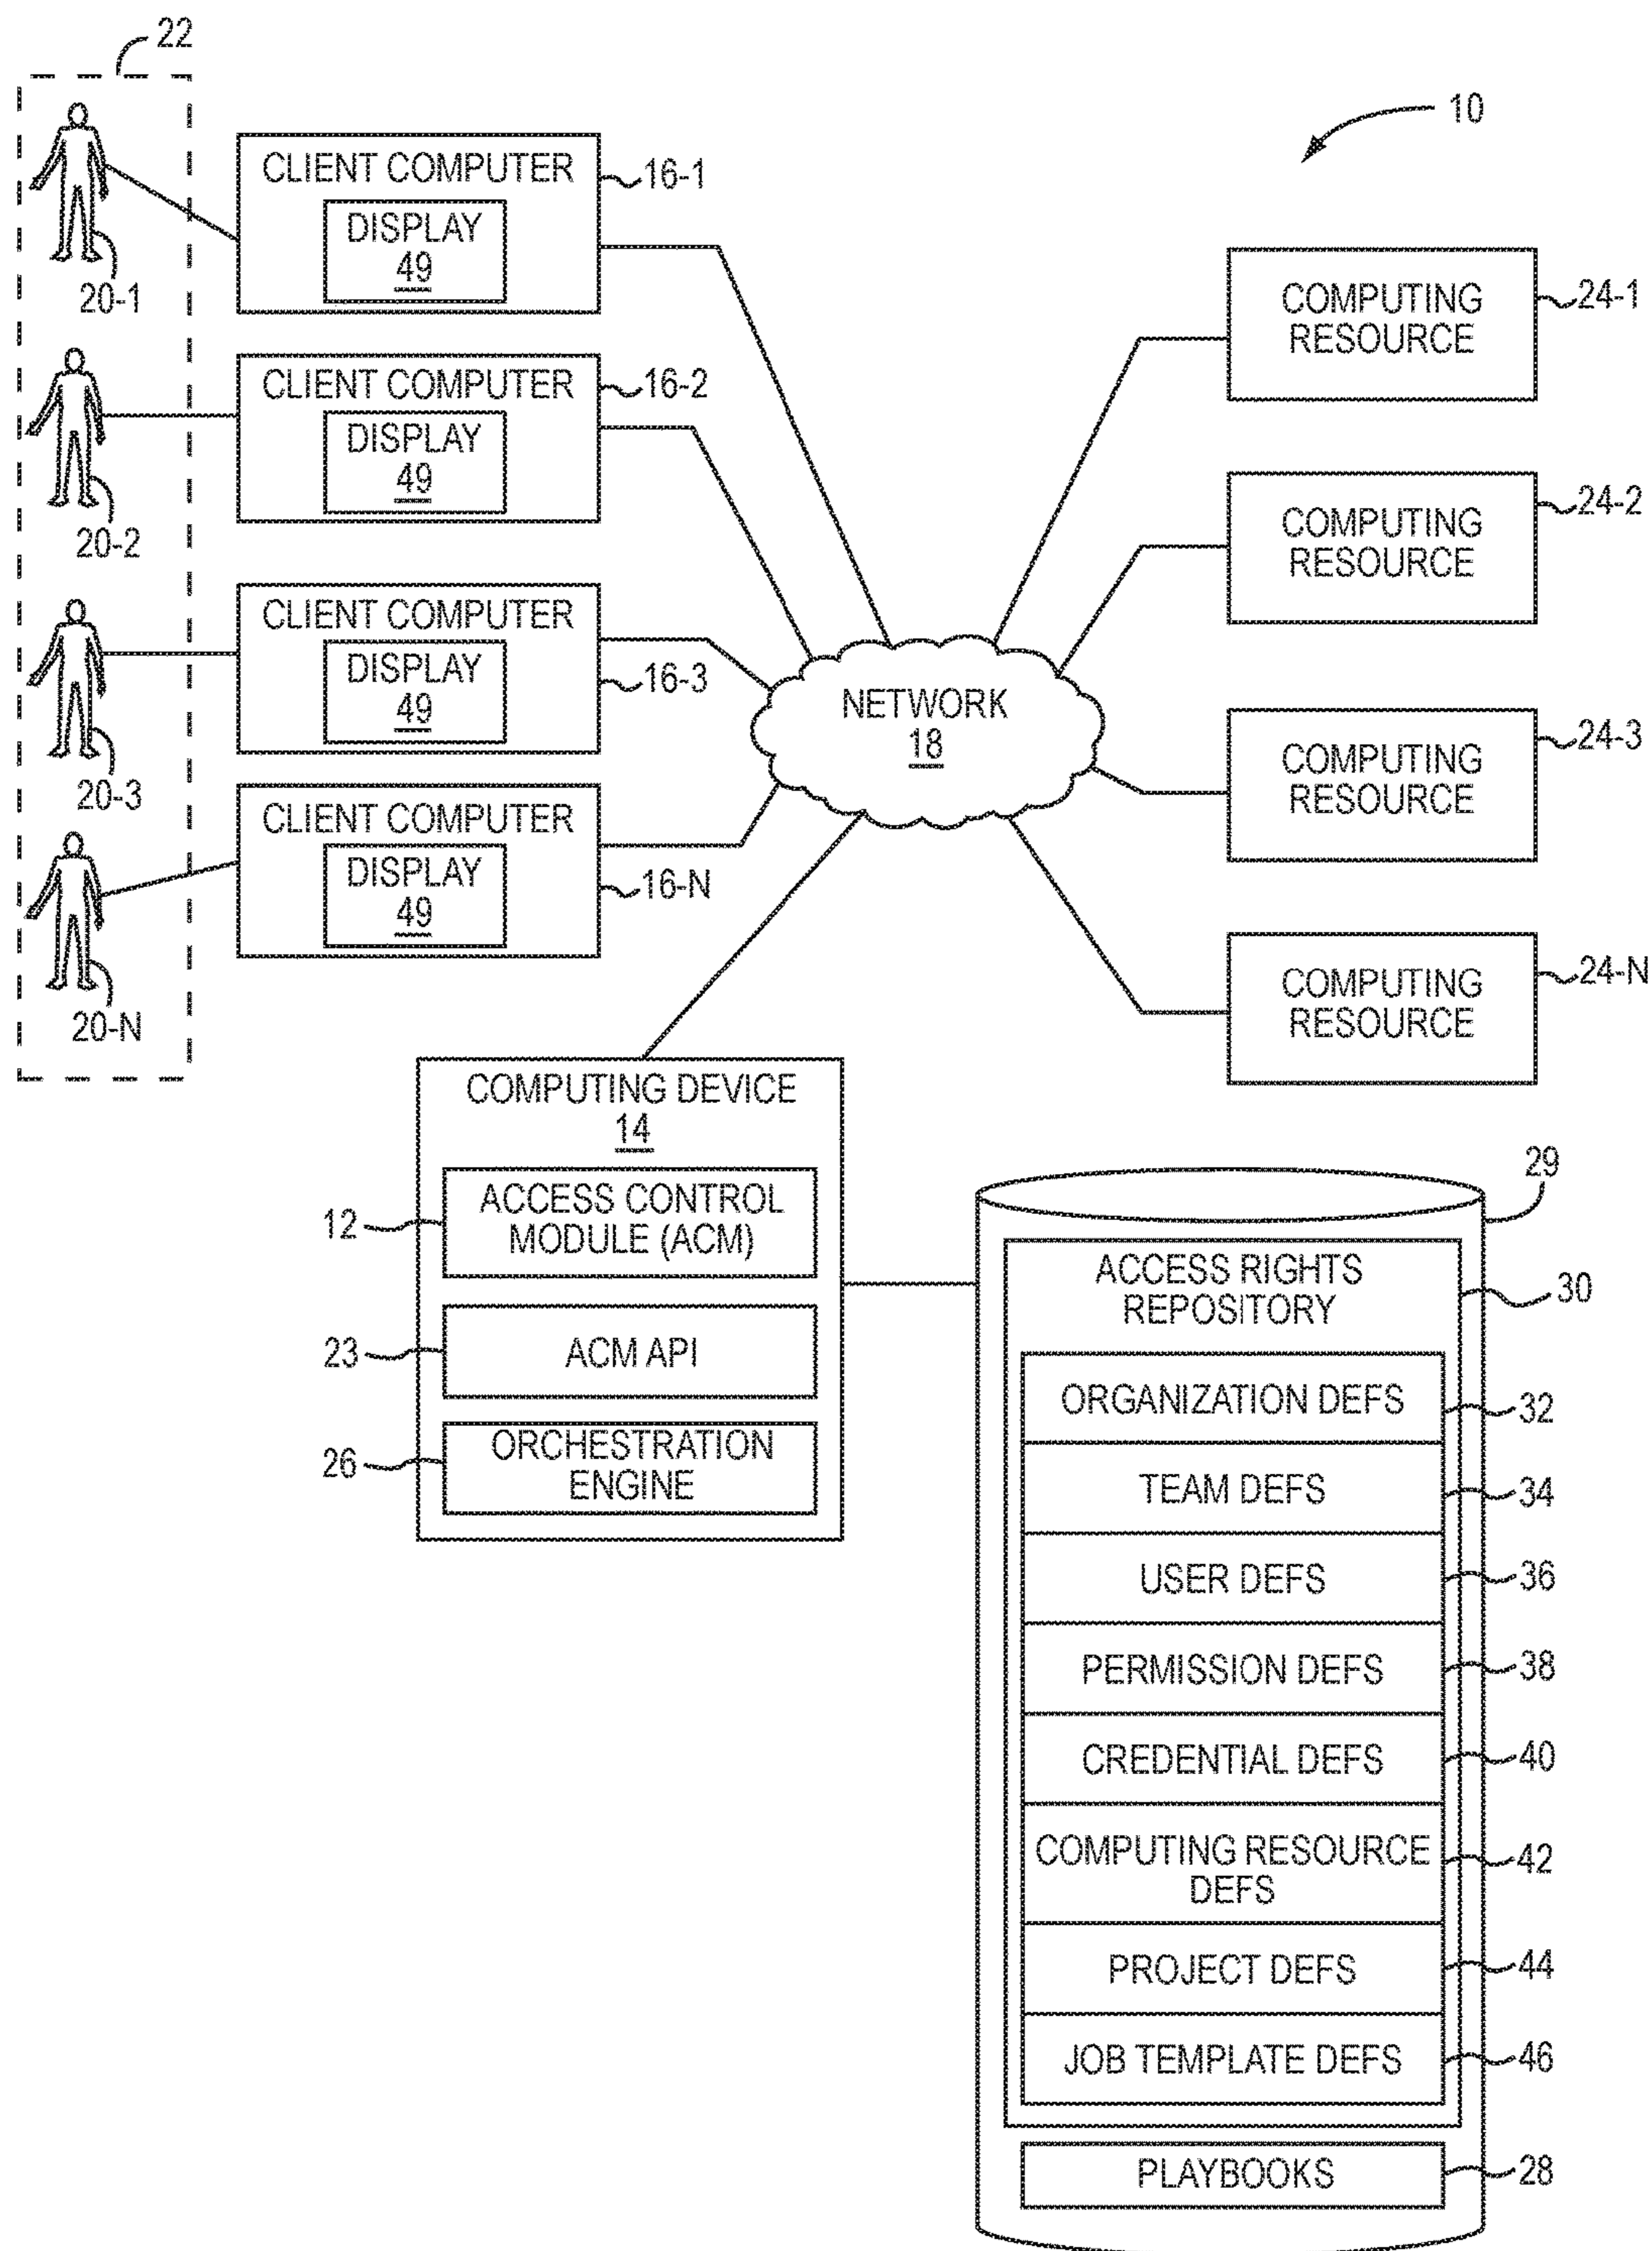 22
10
CLIENT COMPUTER
16-1
DISPLAY
49
20-1
COMPUTING
RESOURCE
24-1
CLIENT COMPUTER
16-2
DISPLAY
49
20-2
COMPUTING
RESOURCE
24-2
CLIENT COMPUTER
DISPLAY
49
16-3
20-3
NETWORK
18
COMPUTING
RESOURCE
24-3
CLIENT COMPUTER
DISPLAY
49
16-N
20-N
COMPUTING
RESOURCE
24-N
COMPUTING DEVICE
14
ACCESS CONTROL
MODULE (ACM)
12
ACM API
23
ORCHESTRATION
ENGINE
26
29
ACCESS RIGHTS
REPOSITORY
30
ORGANIZATION DEFS
32
TEAM DEFS
34
USER DEFS
36
PERMISSION DEFS
38
CREDENTIAL DEFS
40
COMPUTING RESOURCE
DEFS
42
PROJECT DEFS
44
JOB TEMPLATE DEFS
46
PLAYBOOKS
28